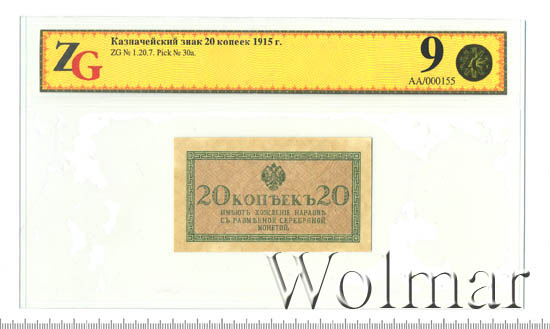 ZG
Казначейский знак 20 копеек 1915 г.
ZG № 1.20.7. Pick № 30a.
9
AA/000155
20 КОПѢЕКЪ 20
ИМѢЮТЪ ХОЖДЕНІЕ НАРАВНѢ
СЪ РАЗМѢННОЙ СЕРЕБРЯНОЙ
МОНЕТОЙ.
Wolmar